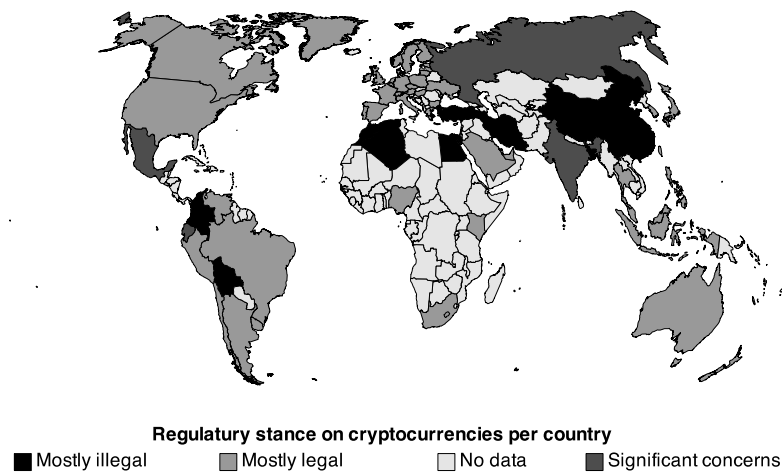 Regulatury stance on cryptocurrencies per country
Mostly illegal Mostly legal No data Significant concerns